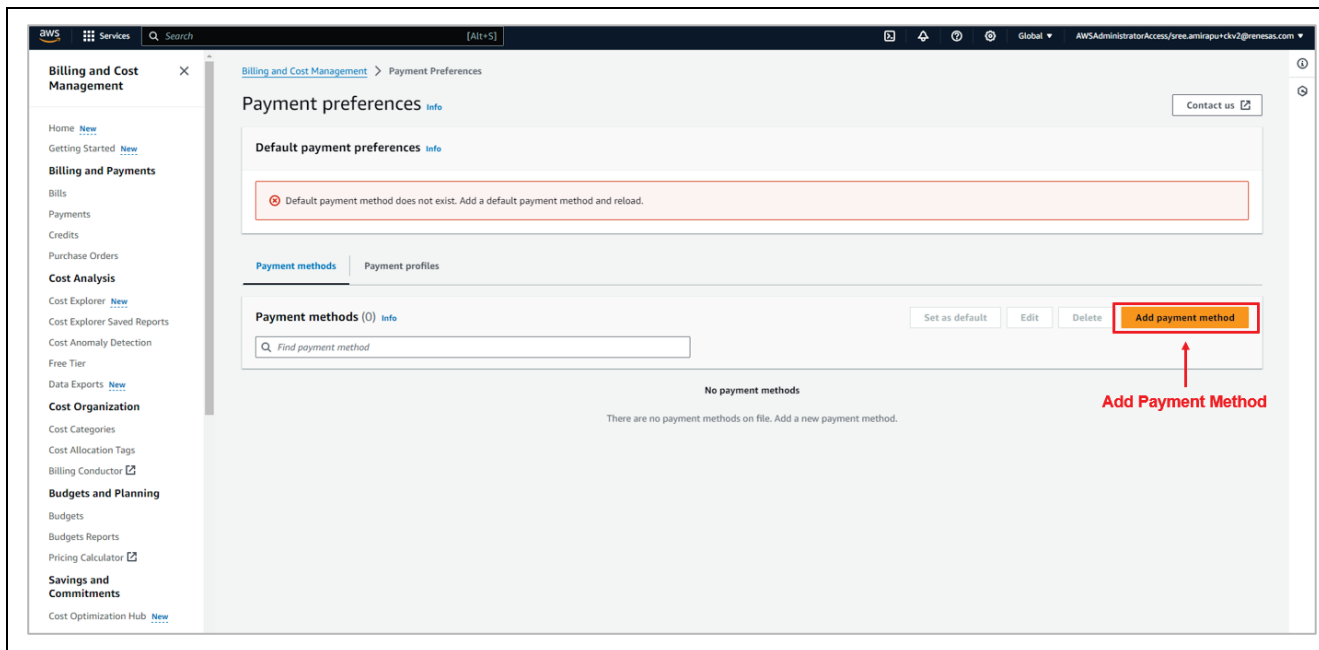 aws Services Search [Alt+S] Global ▼ AWSAdministratorAccess/sree.amirapu+ckv2@renesas.com ▼
Billing and Cost
Management
Home New
Getting Started New
Billing and Payments
Bills
Payments
Credits
Purchase Orders
Cost Analysis
Cost Explorer New
Cost Explorer Saved Reports
Cost Anomaly Detection
Free Tier
Data Exports New
Cost Organization
Cost Categories
Cost Allocation Tags
Billing Conductor
Budgets and Planning
Budgets
Budgets Reports
Pricing Calculator
Savings and
Commitments
Cost Optimization Hub New
Billing and Cost Management > Payment Preferences
Payment preferences Info
Contact us
Default payment preferences Info
Default payment method does not exist. Add a default payment method and reload.
Payment methods Payment profiles
Payment methods (0) Info
Set as default Edit Delete Add payment method
Find payment method
Add Payment Method
No payment methods
There are no payment methods on file. Add a new payment method.